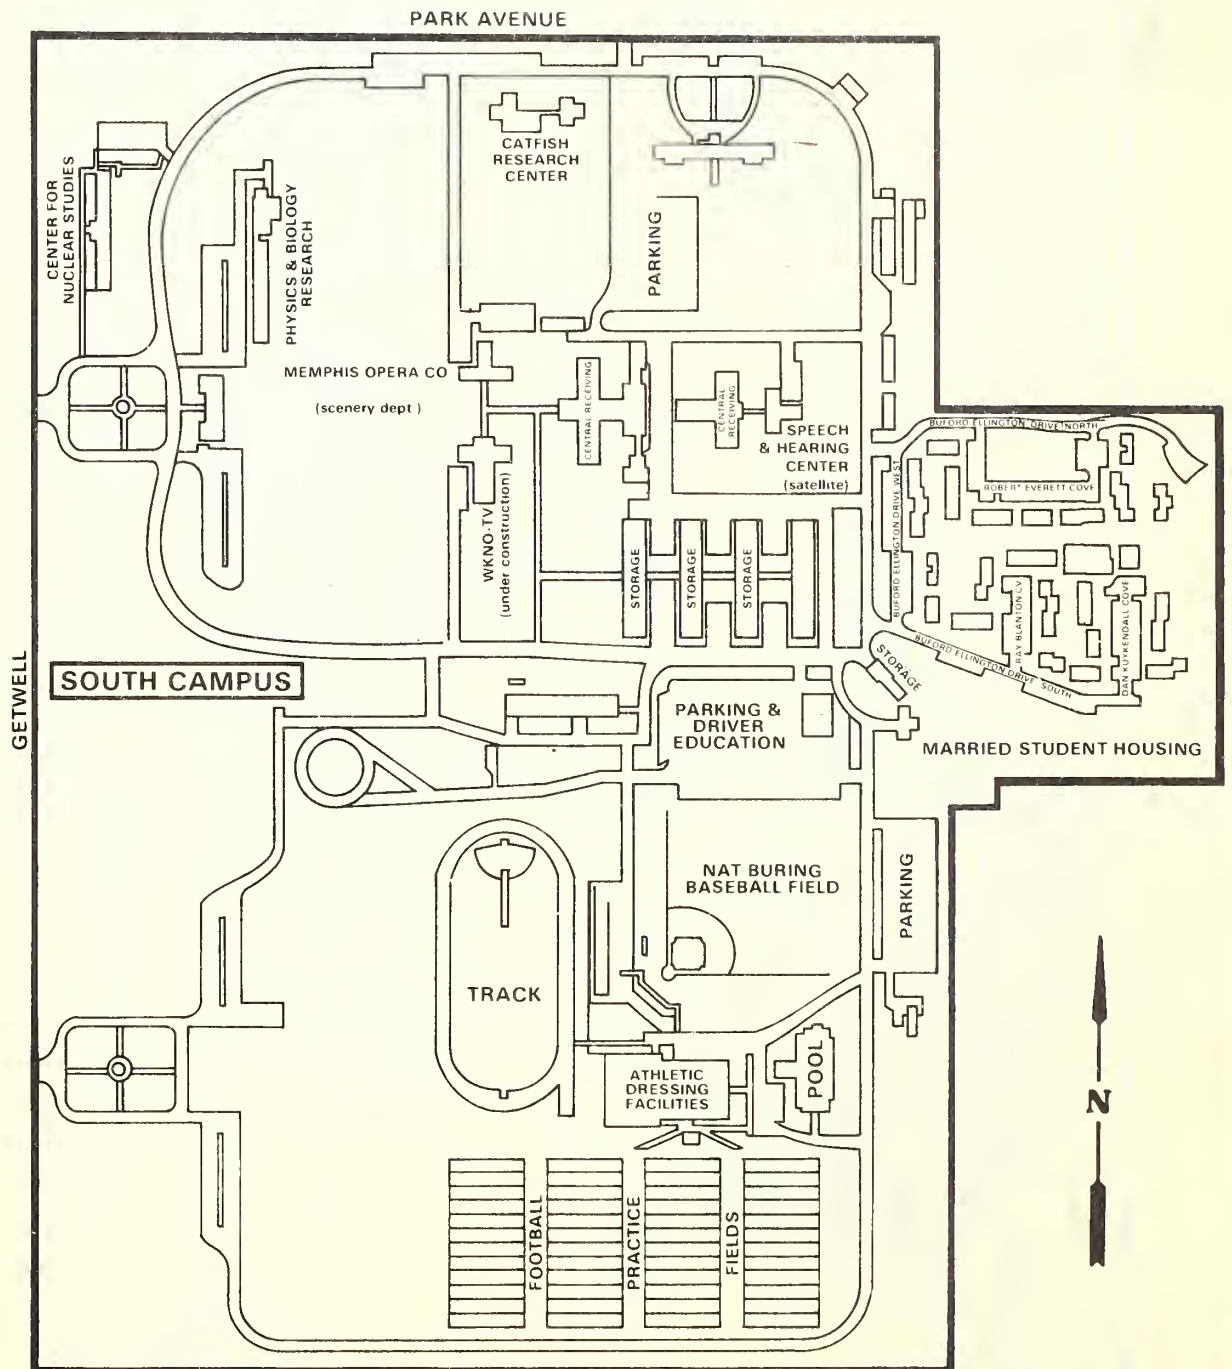 PARK AVENUE
CATFISH
RESEARCH
CENTER
CENTER FOR
NUCLEAR STUDIES
PHYSICS & BIOLOGY
RESEARCH
PARKING
MEMPHIS OPERA CO
(scenery dept)
CENTRAL RECEIVING
CENTRAL
RECEIVING
SPEECH
& HEARING
CENTER
(satellite)
WKNO-TV
(under construction)
STORAGE
STORAGE
STORAGE
BUFORD ELLINGTON DRIVE NORTH
ROBERT EVERETT COVE
BUFORD ELLINGTON DRIVE WEST
RAY BLANTON CV
DAN KUYKENDALL COVE
BUFORD ELLINGTON DRIVE SOUTH
STORAGE
GETWELL
SOUTH CAMPUS
PARKING &
DRIVER
EDUCATION
MARRIED STUDENT HOUSING
NAT BURING
BASEBALL FIELD
PARKING
TRACK
POOL
ATHLETIC
DRESSING
FACILITIES
N
FOOTBALL
PRACTICE
FIELDS